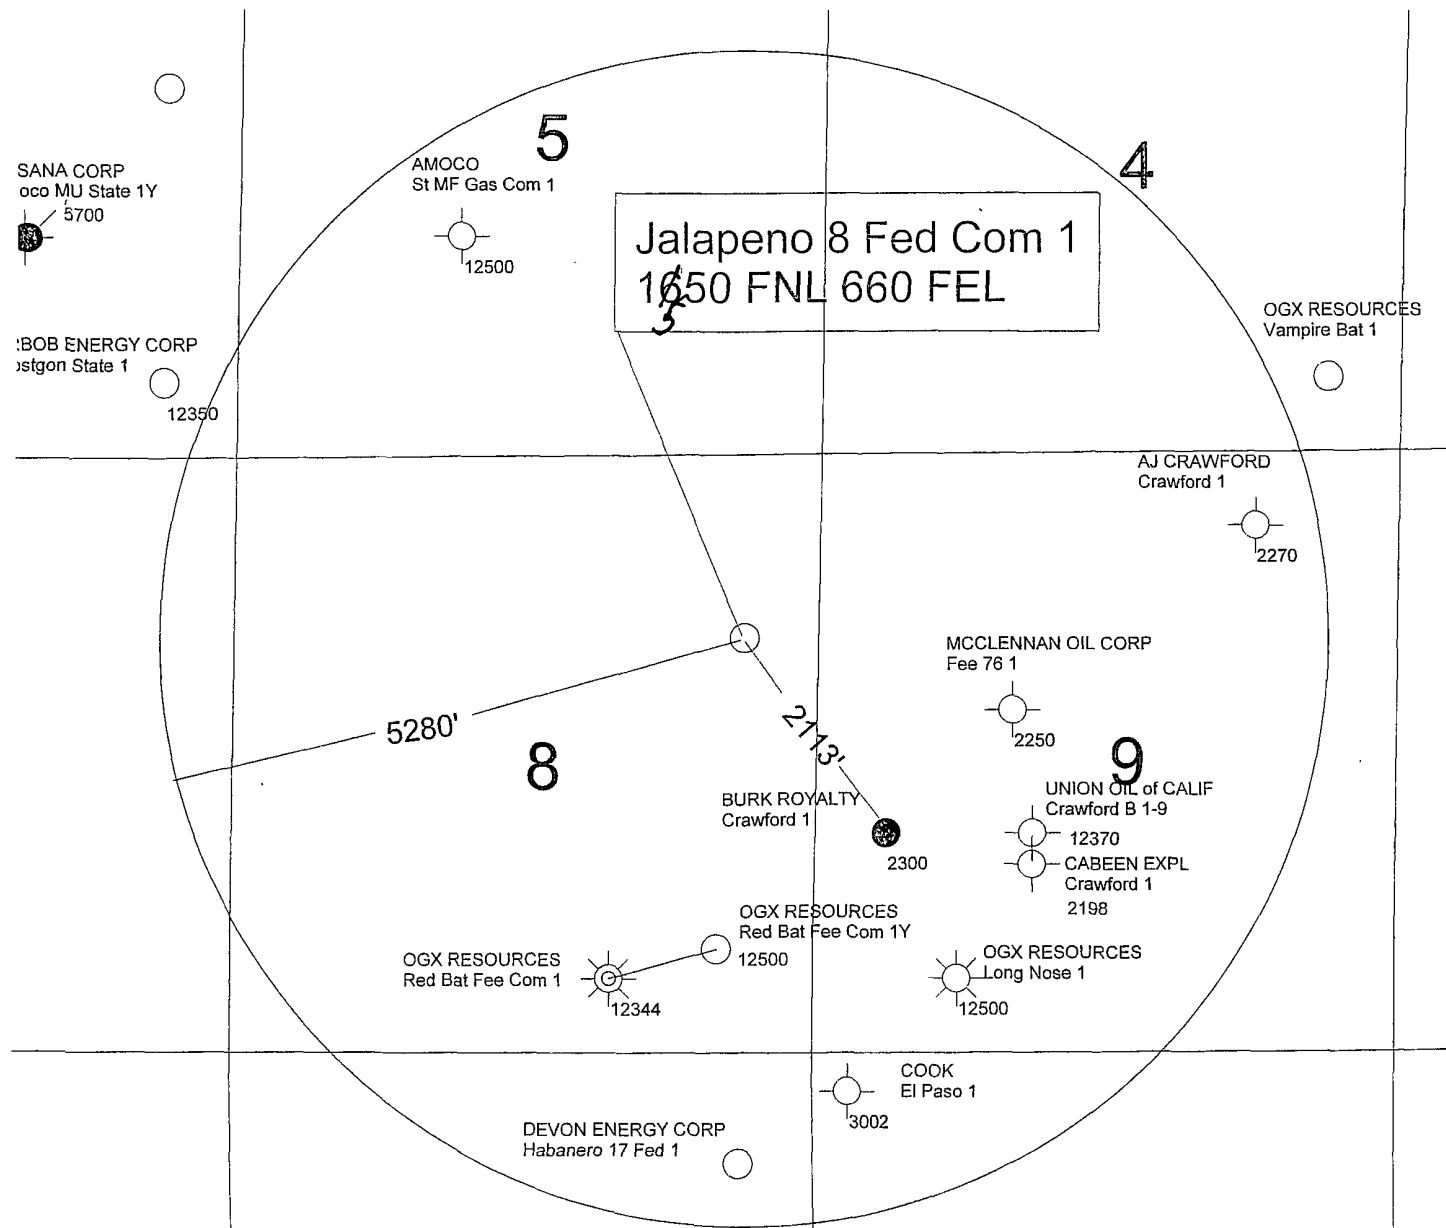 5
4
SANA CORP
oco MU State 1Y
5700
AMOCO
St MF Gas Com 1
12500
Jalapeno 8 Fed Com 1
1650 FNL 660 FEL
5
OGX RESOURCES
Vampire Bat 1
BOB ENERGY CORP
ostgon State 1
12350
AJ CRAWFORD
Crawford 1
2270
MCCLENNAN OIL CORP
Fee 76 1
2250
5280'
2113'
8
9
BURK ROYALTY
Crawford 1
2300
UNION OIL of CALIF
Crawford B 1-9
12370
CABEEN EXPL
Crawford 1
2198
OGX RESOURCES
Red Bat Fee Com 1Y
12500
OGX RESOURCES
Red Bat Fee Com 1
12344
OGX RESOURCES
Long Nose 1
12500
COOK
El Paso 1
3002
DEVON ENERGY CORP
Habanero 17 Fed 1